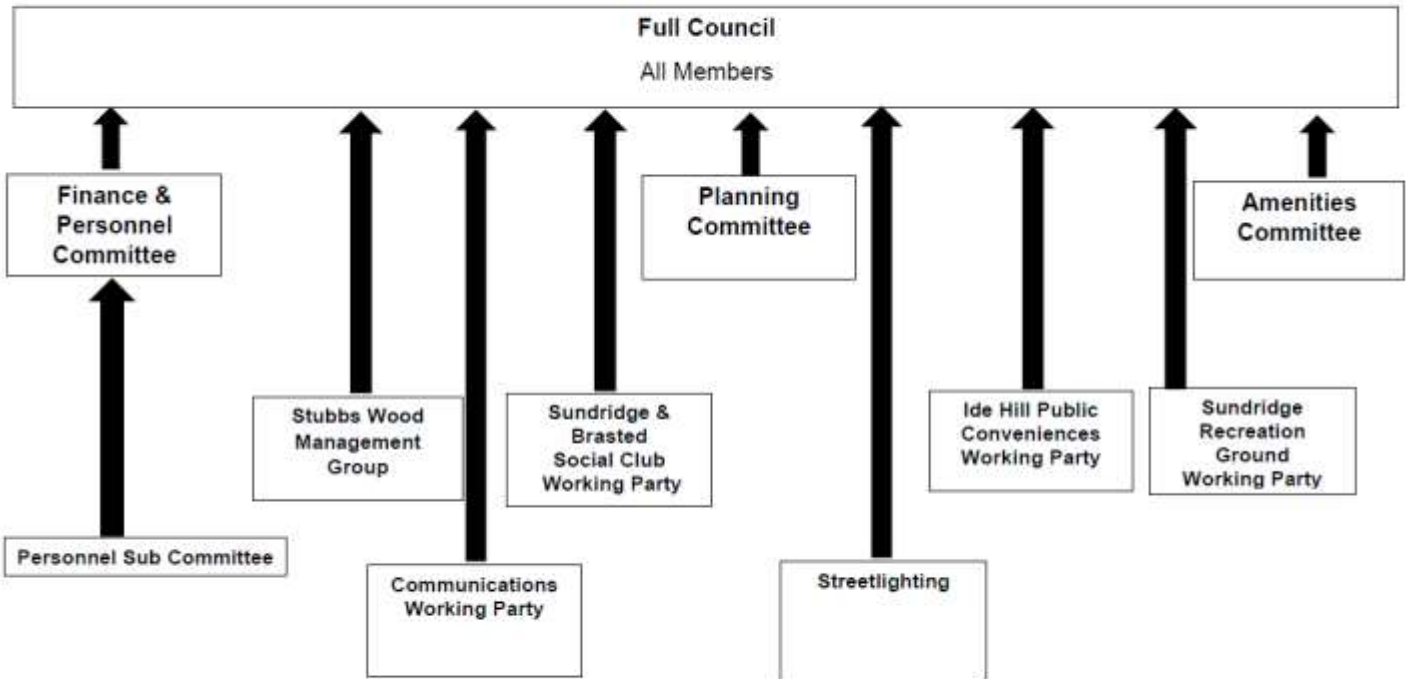 Full Council
All Members
Finance &
Personnel
Committee
Planning
Committee
Amenities
Committee
Stubbs Wood
Management
Group
Sundridge &
Brasted
Social Club
Working Party
Ide Hill Public
Conveniences
Working Party
Sundridge
Recreation
Ground
Working Party
Personnel Sub Committee
Communications
Working Party
Streetlighting